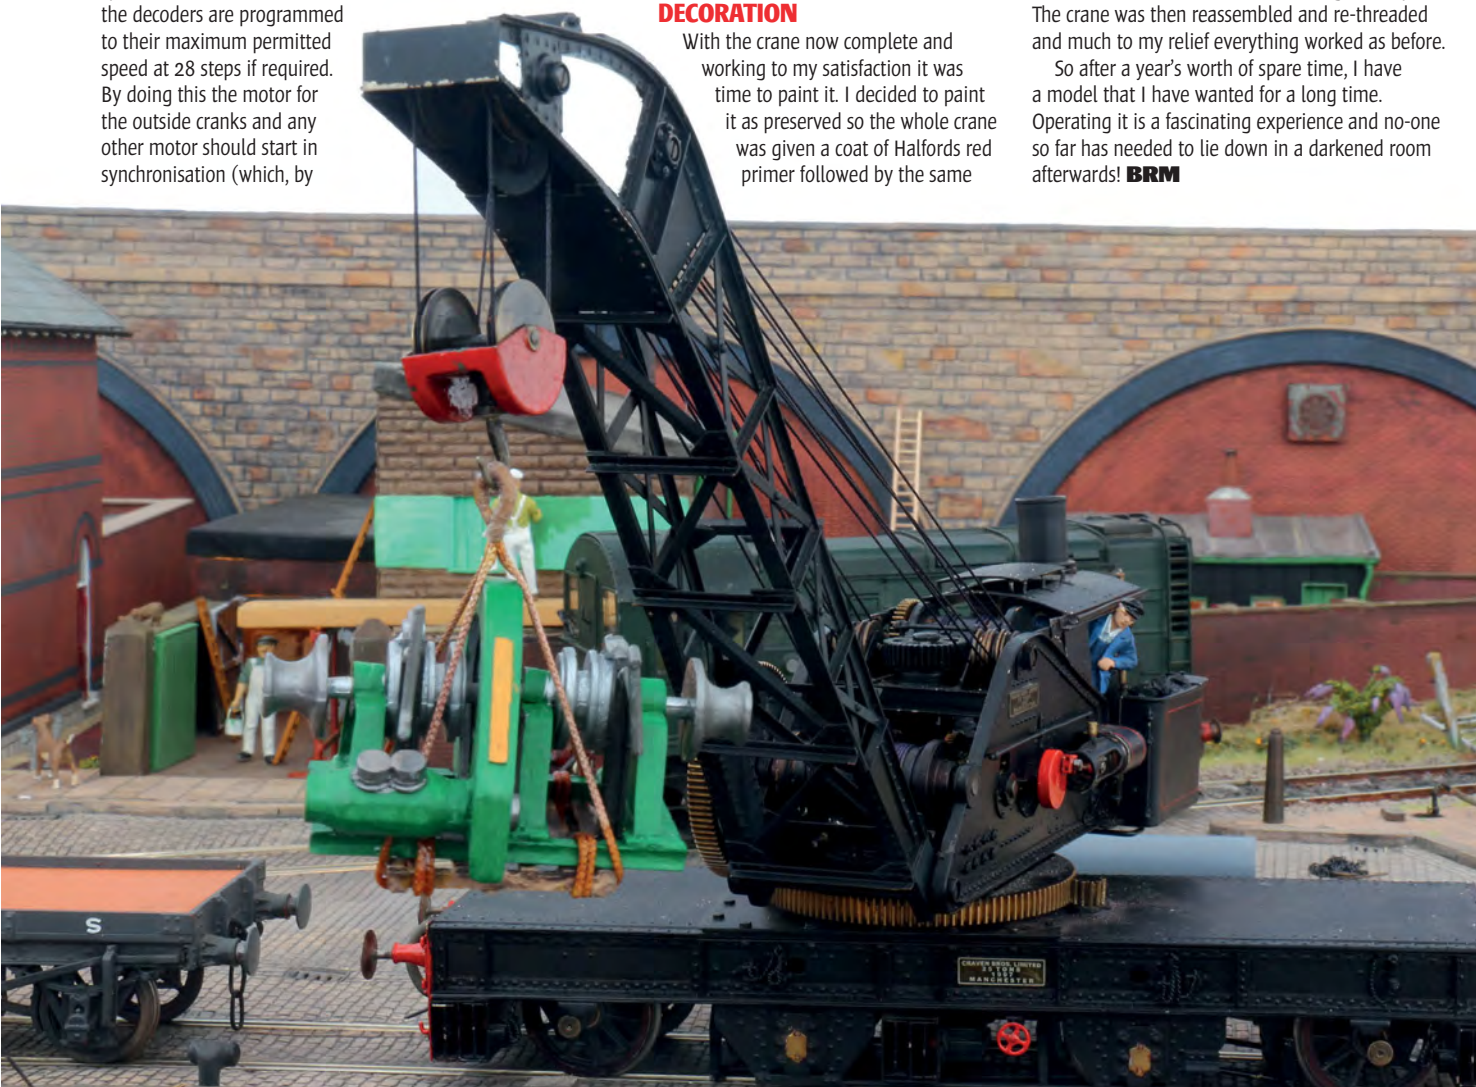 the decoders are programmed
to their maximum permitted
speed at 28 steps if required.
By doing this the motor for
the outside cranks and any
other motor should start in
synchronisation (which, by
DECORATION
With the crane now complete and
working to my satisfaction it was
time to paint it. I decided to paint
it as preserved so the whole crane
was given a coat of Halfords red
primer followed by the same
The crane was then reassembled and re-threaded
and much to my relief everything worked as before.
So after a year's worth of spare time, I have
a model that I have wanted for a long time.
Operating it is a fascinating experience and no-one
so far has needed to lie down in a darkened room
afterwards! BRM
S
CRAVEN BROS. LIMITED
TONS
MANCHESTER